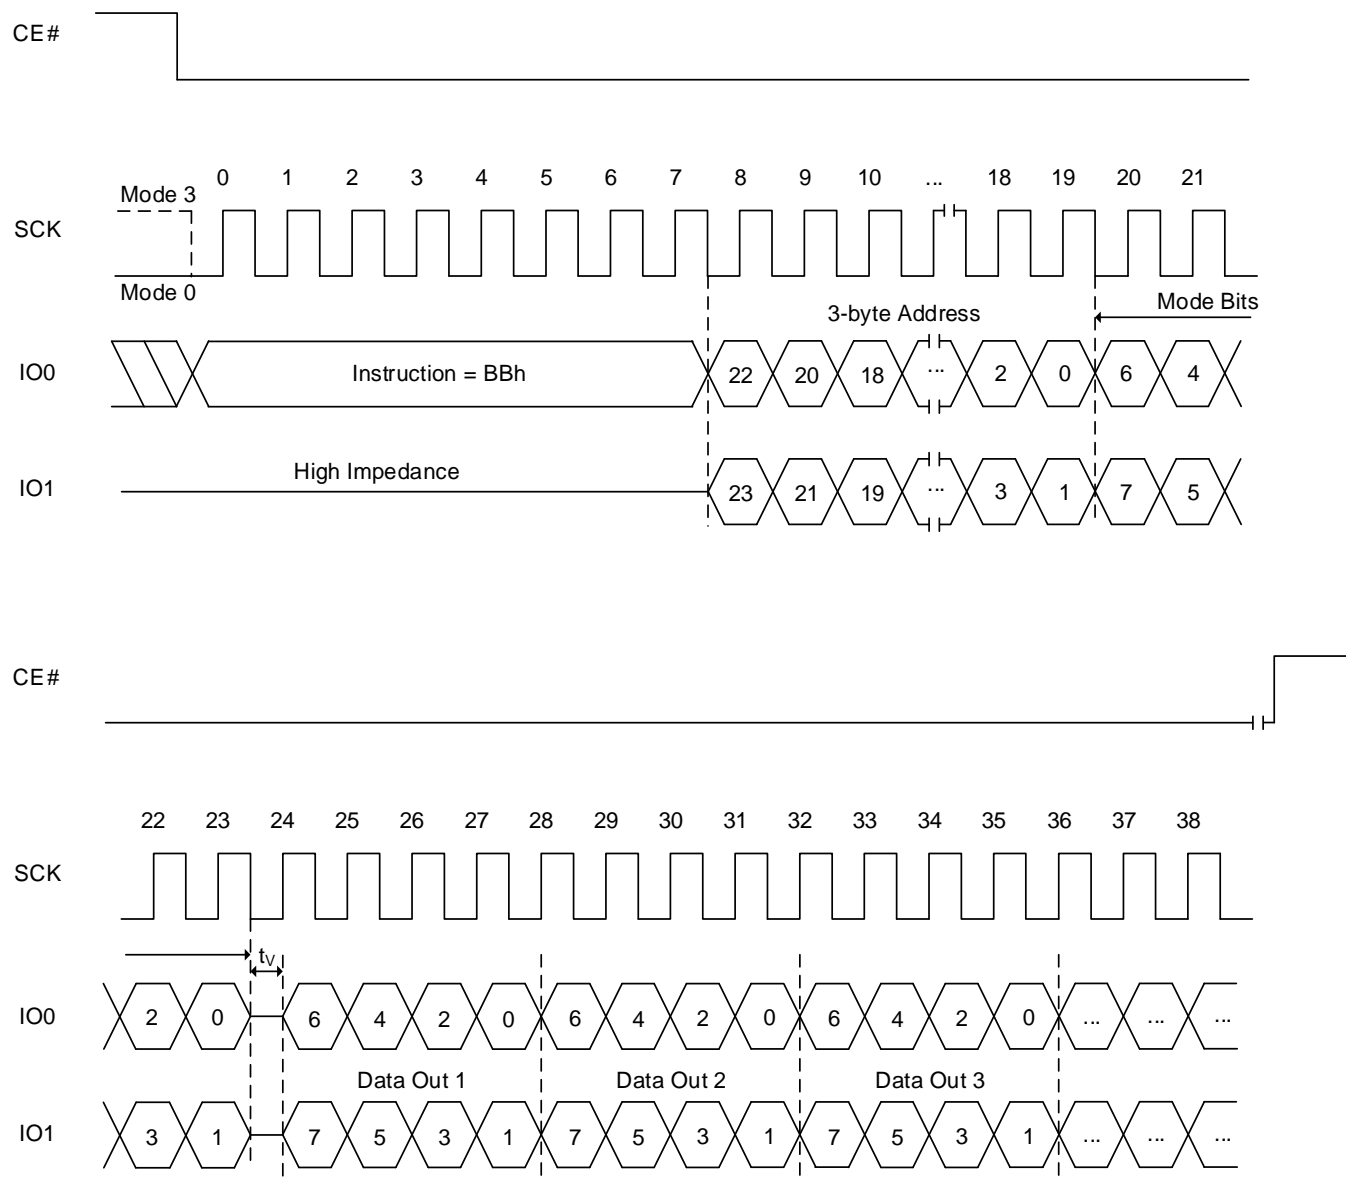 CE#
0 1 2 3 4 5 6 7 8 9 10 ... 18 19 20 21
Mode 3
SCK
Mode 0
3-byte Address
Mode Bits
IO0 Instruction = BBh 22 20 18 ... 2 0 6 4
High Impedance
IO1 23 21 19 ... 3 1 7 5
CE#
22 23 24 25 26 27 28 29 30 31 32 33 34 35 36 37 38
SCK
tV
IO0 2 0 6 4 2 0 6 4 2 0 6 4 2 0 ... ... ...
Data Out 1 Data Out 2 Data Out 3
IO1 3 1 7 5 3 1 7 5 3 1 7 5 3 1 ... ... ...